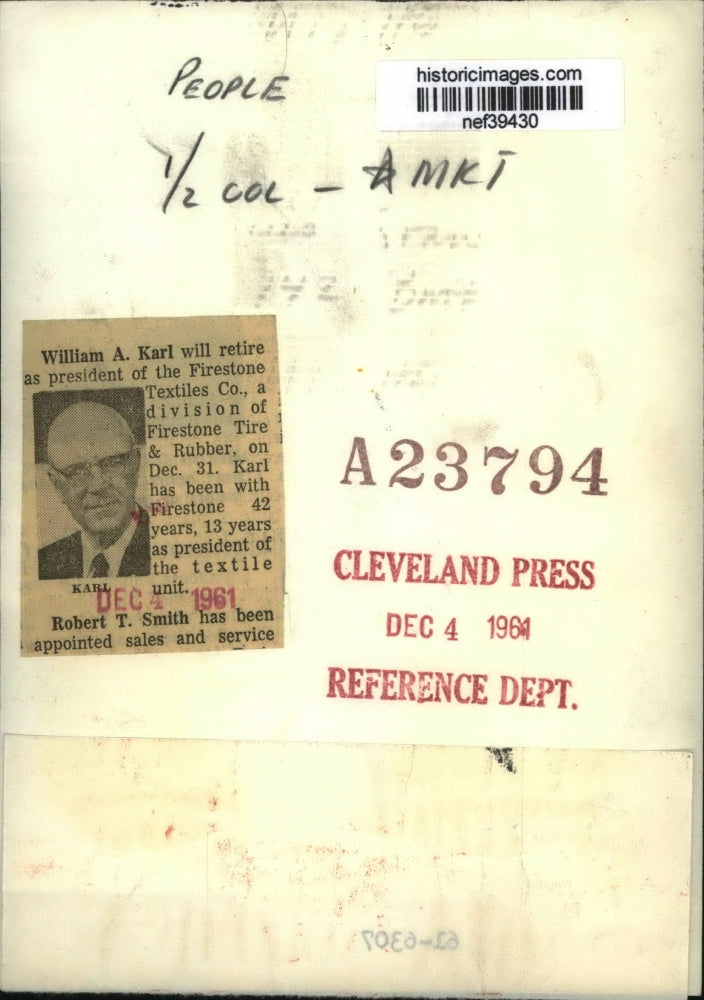 PEOPLE
historicimages.com
nef39430
1/2 COL - A MKT
William A. Karl will retire
as president of the Firestone
Textiles Co., a
division of
Firestone Tire
& Rubber, on
Dec. 31. Karl
has been with
Firestone 42
years, 13 years
as president of
the textile
KARL unit.
DEC 4 1961
Robert T. Smith has been
appointed sales and service
A23794
CLEVELAND PRESS
DEC 4 1961
REFERENCE DEPT.
62-6307